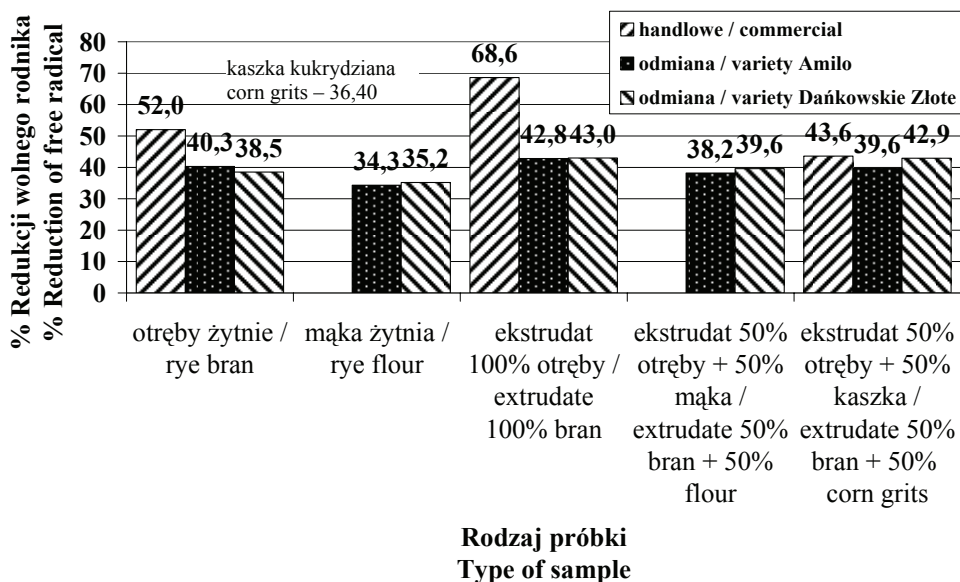 % Redukcji wolnego rodnika
% Reduction of free radical
80
70
60
50
40
30
20
10
0
kaszka kukrydziana
corn grits – 36,40
handlowe / commercial
odmiana / variety Amilo
odmiana / variety Dańkowskie Złote
52,0
40,3
38,5
34,3
35,2
68,6
42,8
43,0
38,2
39,6
43,6
39,6
42,9
otręby żytnie /
rye bran
mąka żytnia /
rye flour
ekstrudat
100% otręby /
extrudate
100% bran
ekstrudat 50%
otręby + 50%
mąka /
extrudate 50%
bran + 50%
flour
ekstrudat 50%
otręby + 50%
kaszka /
extrudate 50%
bran + 50%
corn grits
Rodzaj próbki
Type of sample